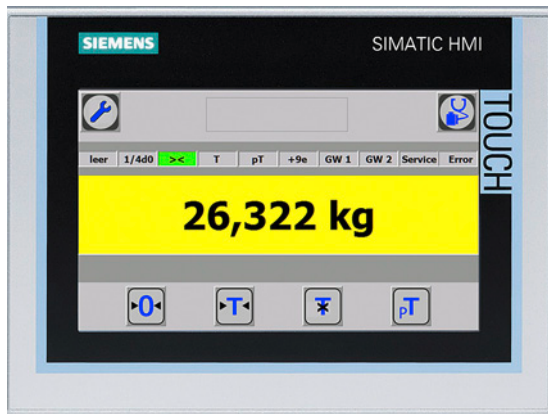 SIEMENS
SIMATIC HMI
TOUCH
leer 1/4d0 >< T pT +9e GW 1 GW 2 Service Error
26,322 kg
▸0◂ ▸T◂ T pT